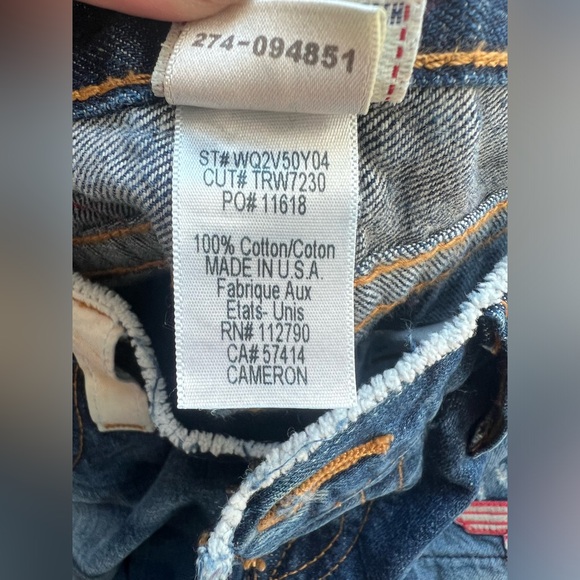 274-094851
ST# WQ2V50Y04
CUT# TRW7230
PO# 11618
100% Cotton/Coton
MADE IN U.S.A.
Fabrique Aux
Etats- Unis
RN# 112790
CA# 57414
CAMERON